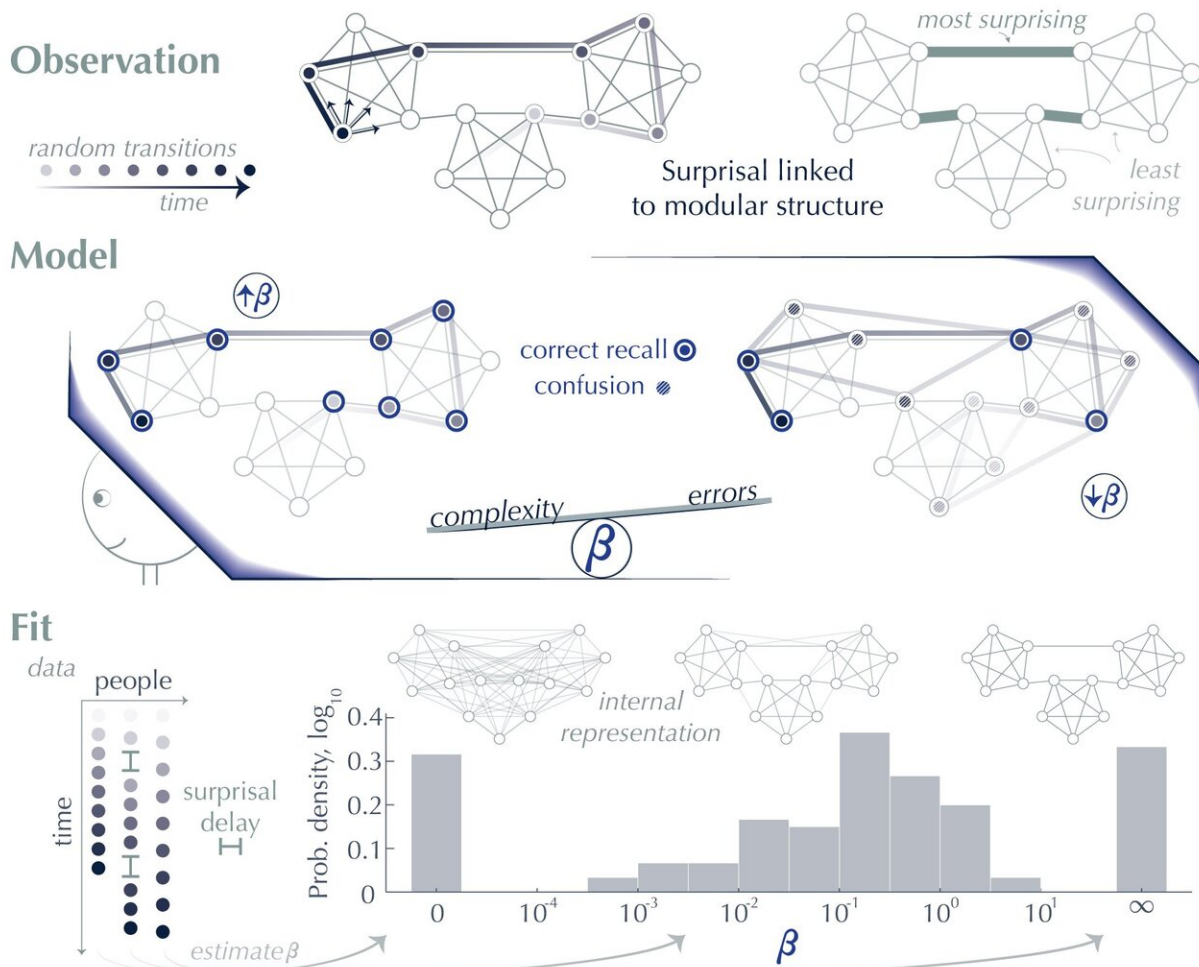 Observation
random transitions
time
most surprising
least
surprising
Surprisal linked
to modular structure
Model
↑β
correct recall
confusion
↓β
complexity
errors
β
Fit
data
people
time
surprisal
delay
estimate β
internal
representation
Prob. density, log10
0.4
0.3
0.2
0.1
0
0
10-4
10-3
10-2
10-1
100
101
∞
β